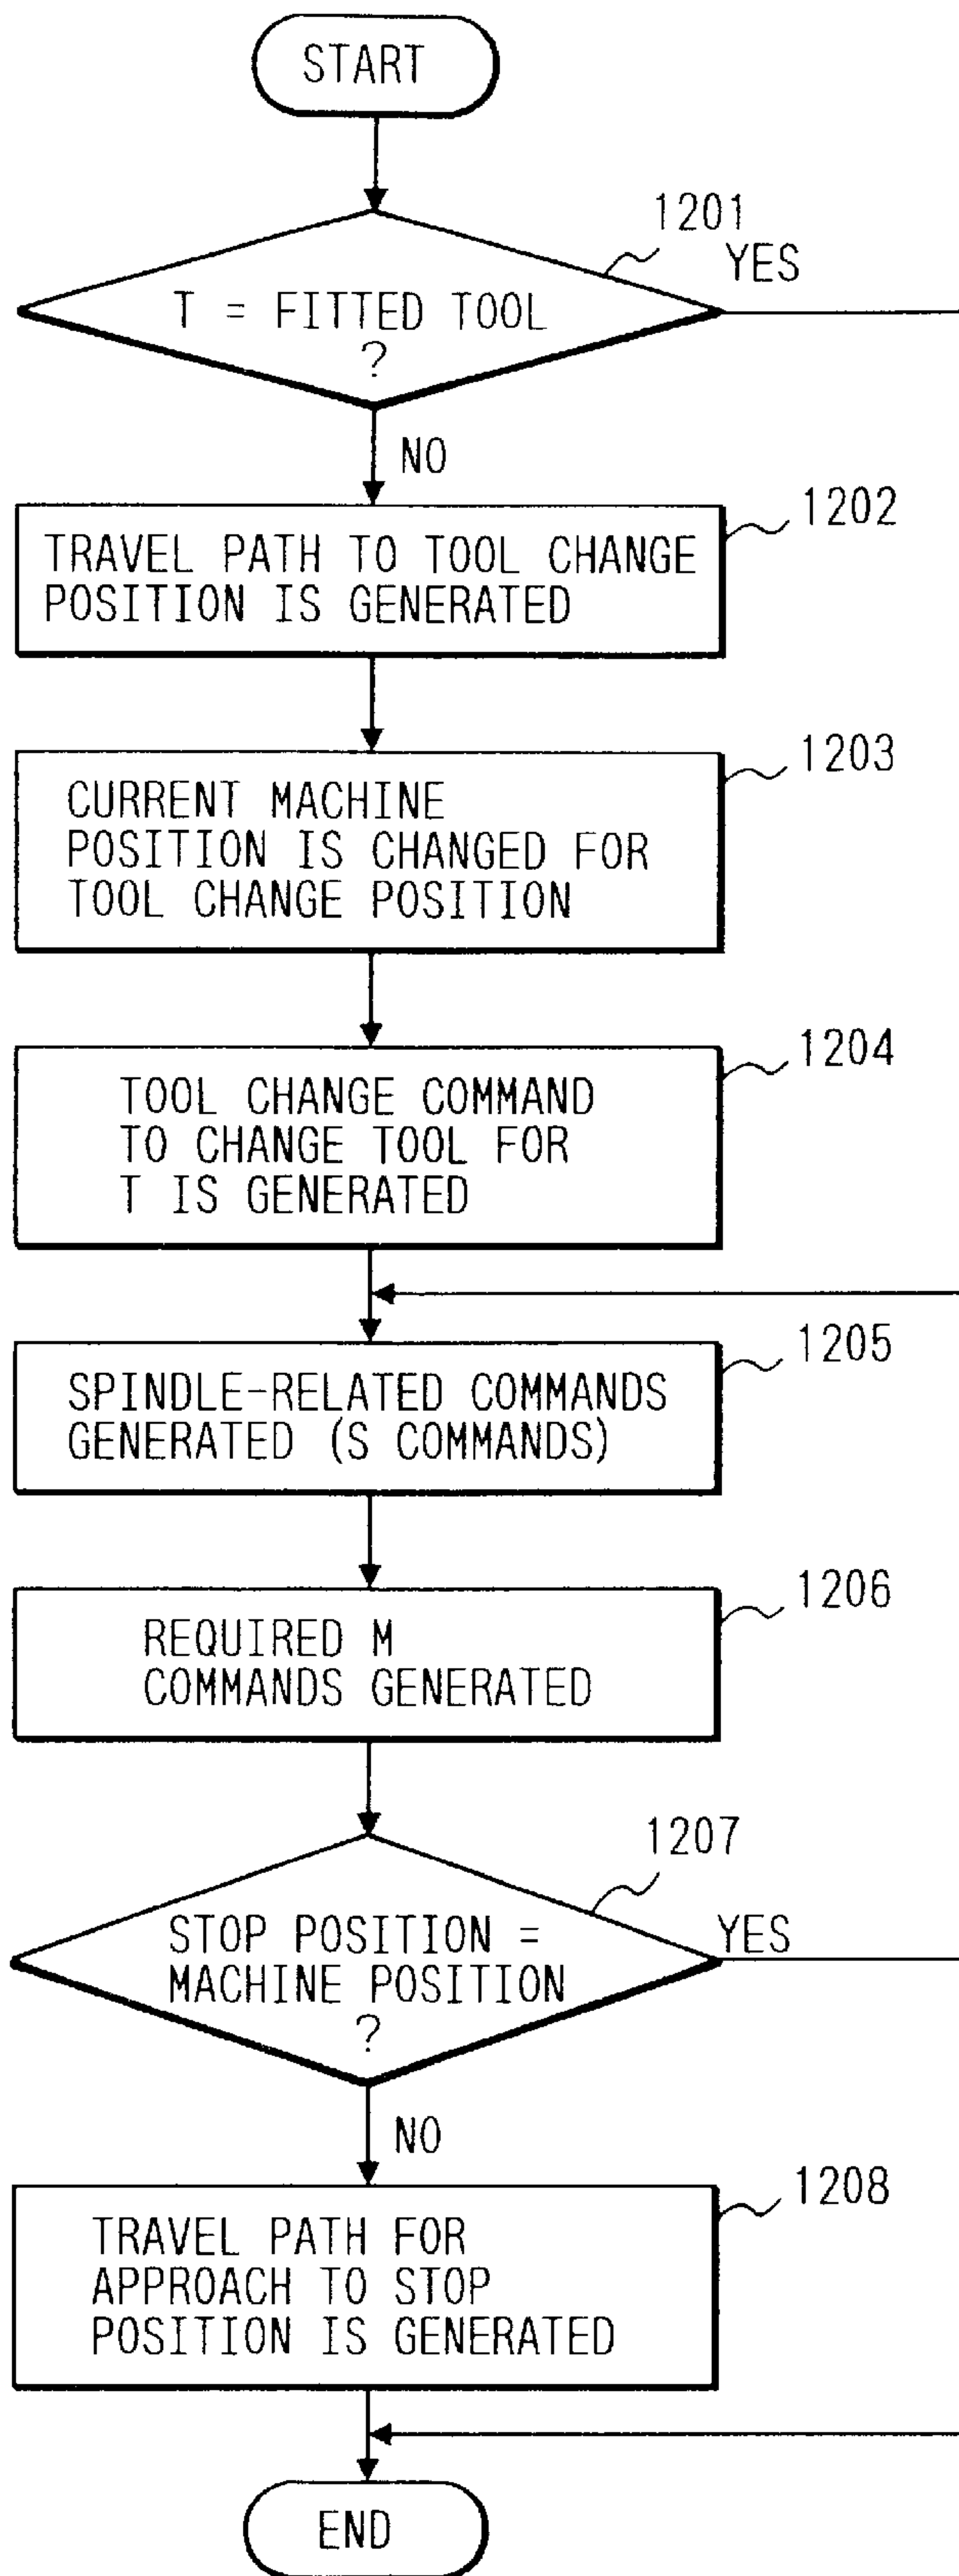 START
1201
YES
T = FITTED TOOL
?
NO
1202
TRAVEL PATH TO TOOL CHANGE
POSITION IS GENERATED
1203
CURRENT MACHINE
POSITION IS CHANGED FOR
TOOL CHANGE POSITION
1204
TOOL CHANGE COMMAND
TO CHANGE TOOL FOR
T IS GENERATED
1205
SPINDLE-RELATED COMMANDS
GENERATED (S COMMANDS)
1206
REQUIRED M
COMMANDS GENERATED
1207
YES
STOP POSITION =
MACHINE POSITION
?
NO
1208
TRAVEL PATH FOR
APPROACH TO STOP
POSITION IS GENERATED
END